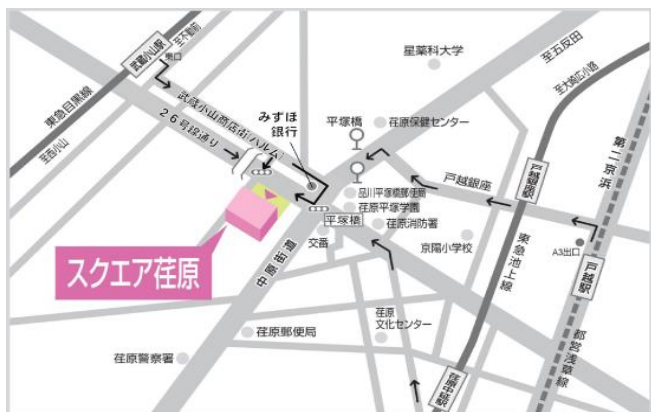 武蔵小山駅
至不動前
東口
東急目黒線
至西小山
武蔵小山商店街パルム
26号線通り
みずほ
銀行
平塚橋
星薬科大学
至五反田
至大崎広小路
荏原保健センター
第二京浜
戸越銀座
戸越銀座駅
品川平塚橋郵便局
荏原平塚学園
荏原消防署
平塚橋
交番
京陽小学校
東急池上線
A3出口
戸越駅
スクエア荏原
中原街道
荏原
文化センター
荏原郵便局
荏原警察署
荏原中延駅
都営浅草線